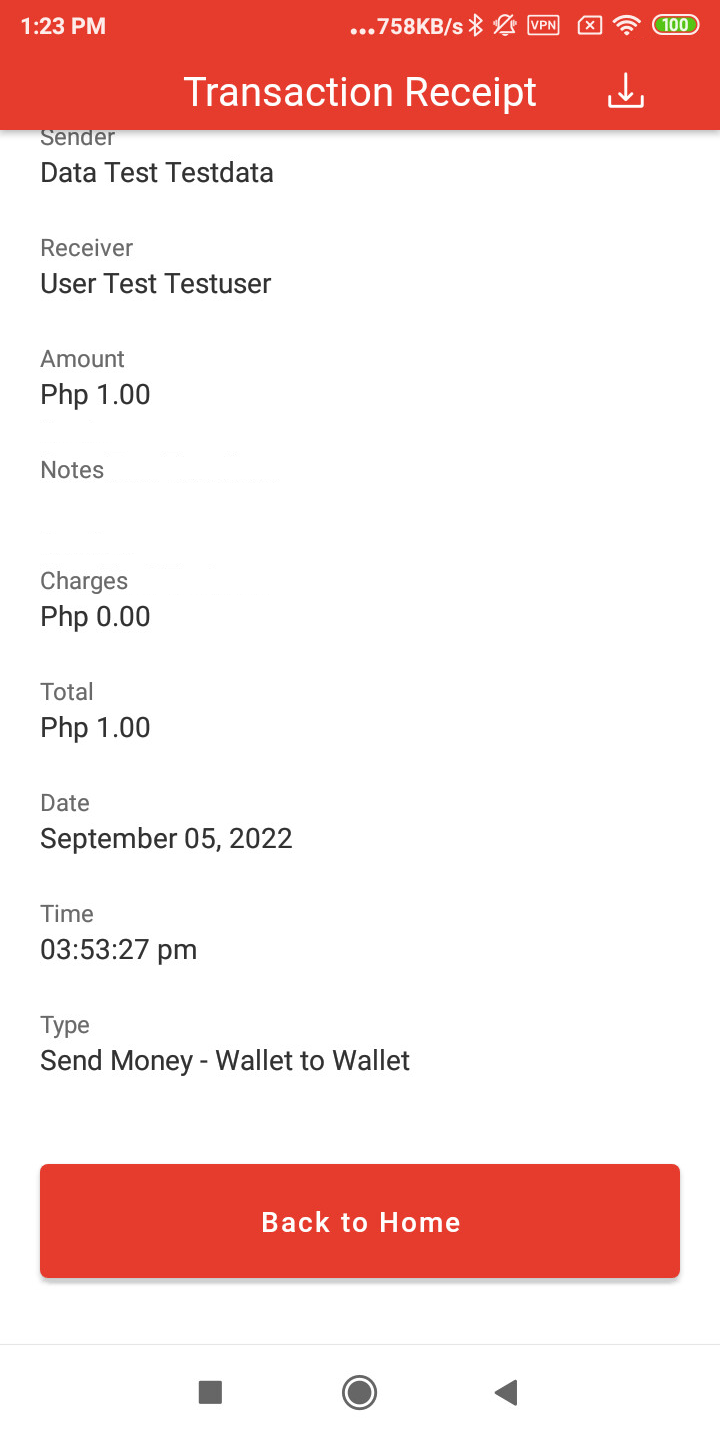 1:23 PM
...758KB/s
VPN
100
Transaction Receipt
Sender
Data Test Testdata
Receiver
User Test Testuser
Amount
Php 1.00
Notes
Charges
Php 0.00
Total
Php 1.00
Date
September 05, 2022
Time
03:53:27 pm
Type
Send Money - Wallet to Wallet
Back to Home